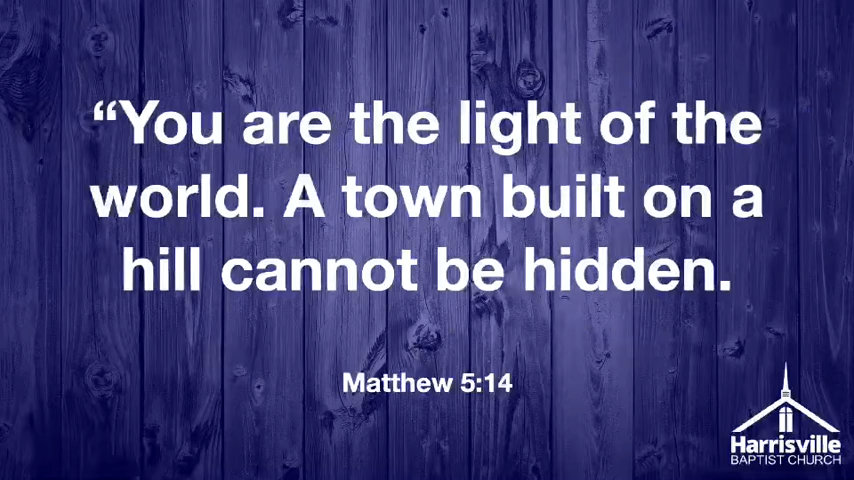 “You are the light of the
world. A town built on a
hill cannot be hidden.
Matthew 5:14
Harrisville
BAPTIST CHURCH